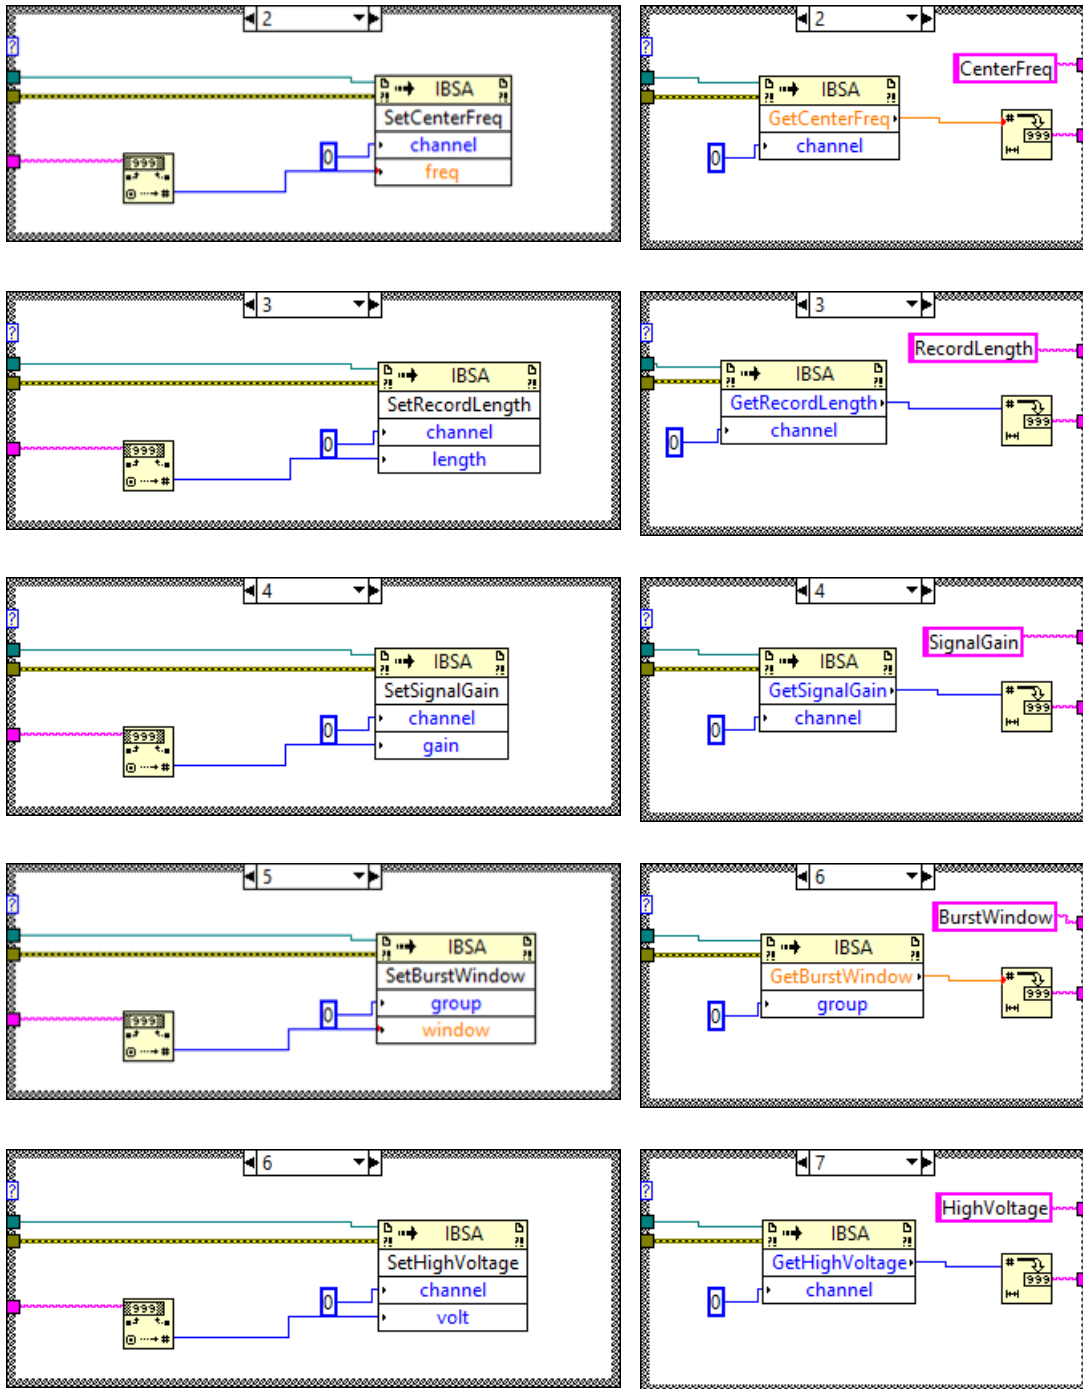 2
IBSA
SetCenterFreq
channel
freq
0
999
2
CenterFreq
IBSA
GetCenterFreq
channel
0
999
3
IBSA
SetRecordLength
channel
length
0
999
3
RecordLength
IBSA
GetRecordLength
channel
0
999
4
IBSA
SetSignalGain
channel
gain
0
999
4
SignalGain
IBSA
GetSignalGain
channel
0
999
5
IBSA
SetBurstWindow
group
window
0
999
6
BurstWindow
IBSA
GetBurstWindow
group
0
999
6
IBSA
SetHighVoltage
channel
volt
0
999
7
HighVoltage
IBSA
GetHighVoltage
channel
0
999